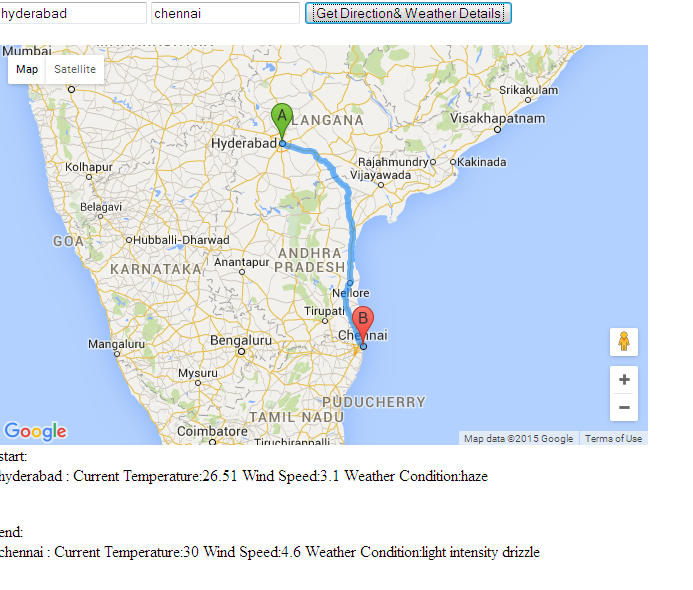 hyderabad chennai Get Direction& Weather Details
Mumbai
Map Satellite
Srikakulam
Visakhapatnam
LANGANA
A
Hyderabad
Rajahmundry Kakinada
Vijayawada
Kolhapur
Belagavi
GOA
Hubballi-Dharwad
KARNATAKA
Anantapur
ANDHRA
PRADESH
Nellore
Tirupati
B
Chennai
Mangaluru
Bengaluru
Mysuru
PUDUCHERRY
TAMIL NADU
Coimbatore
Tiruchirappalli
+
−
Google
Map data ©2015 Google Terms of Use
start:
hyderabad : Current Temperature:26.51 Wind Speed:3.1 Weather Condition:haze
end:
chennai : Current Temperature:30 Wind Speed:4.6 Weather Condition:light intensity drizzle